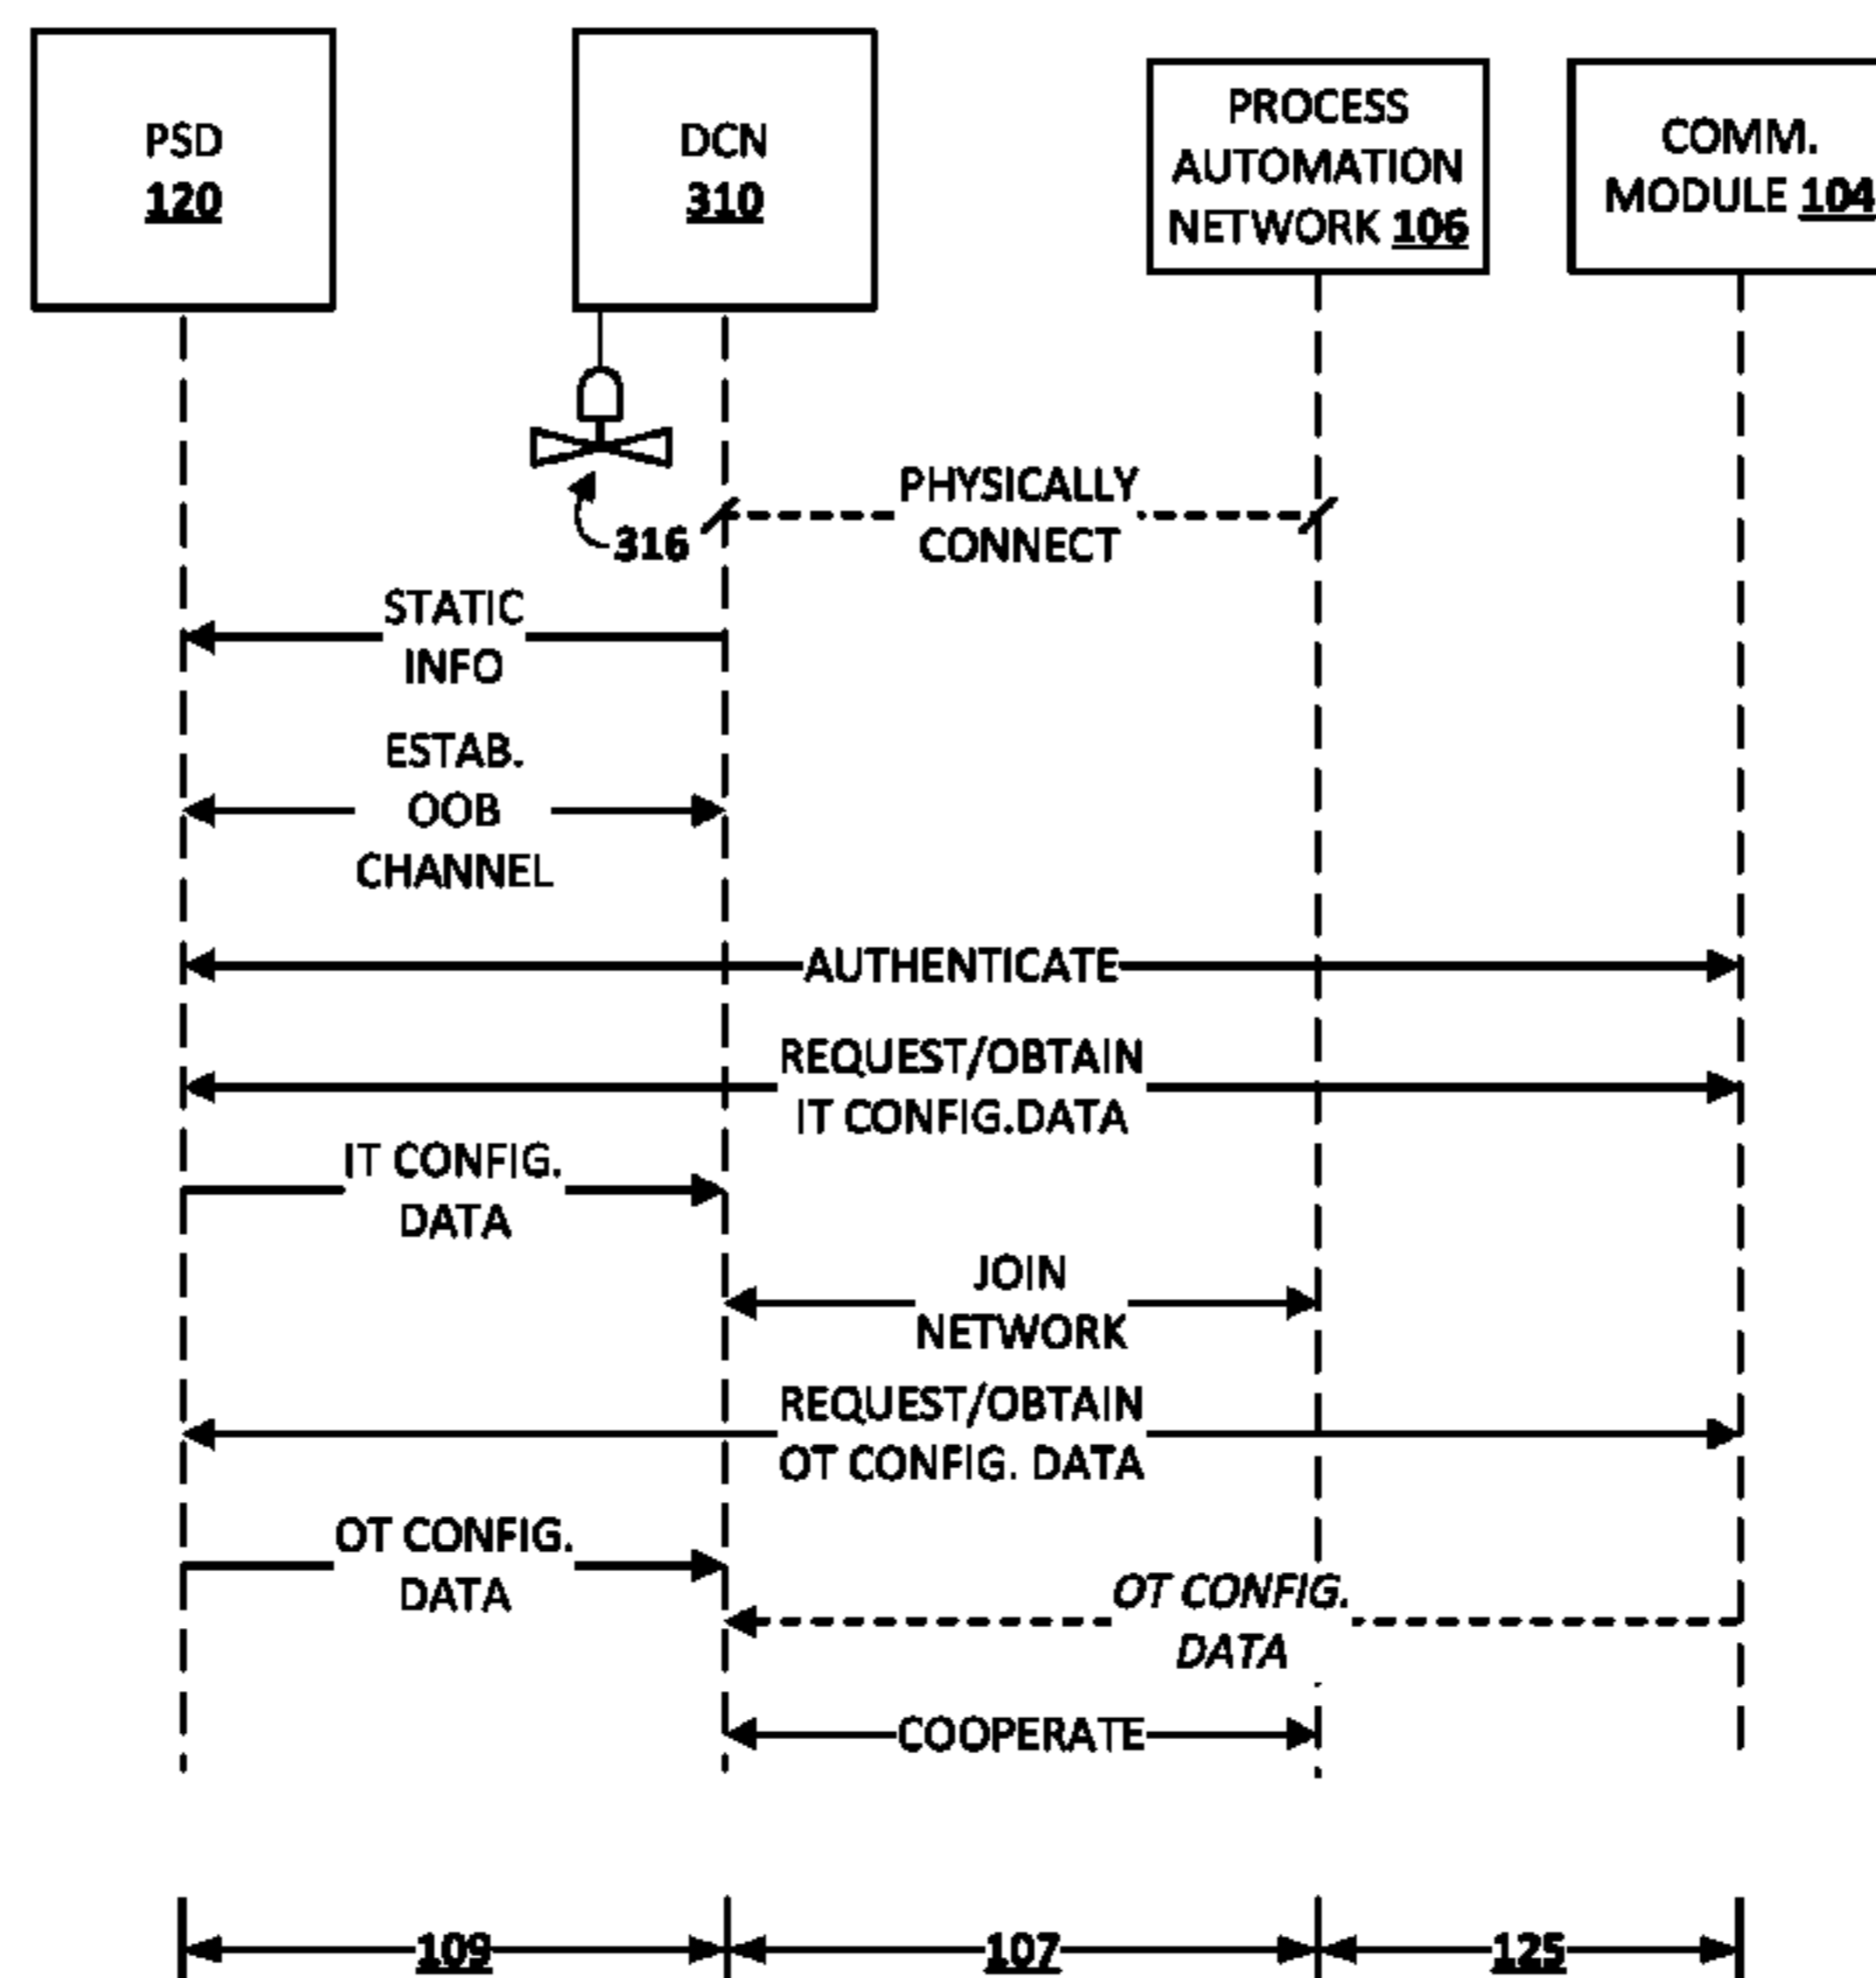 PSD
120
DCN
310
PROCESS
AUTOMATION
NETWORK 106
COMM.
MODULE 104
PHYSICALLY
CONNECT
316
STATIC
INFO
ESTAB.
OOB
CHANNEL
AUTHENTICATE
REQUEST/OBTAIN
IT CONFIG.DATA
IT CONFIG.
DATA
JOIN
NETWORK
REQUEST/OBTAIN
OT CONFIG. DATA
OT CONFIG.
DATA
OT CONFIG.
DATA
COOPERATE
109
107
125